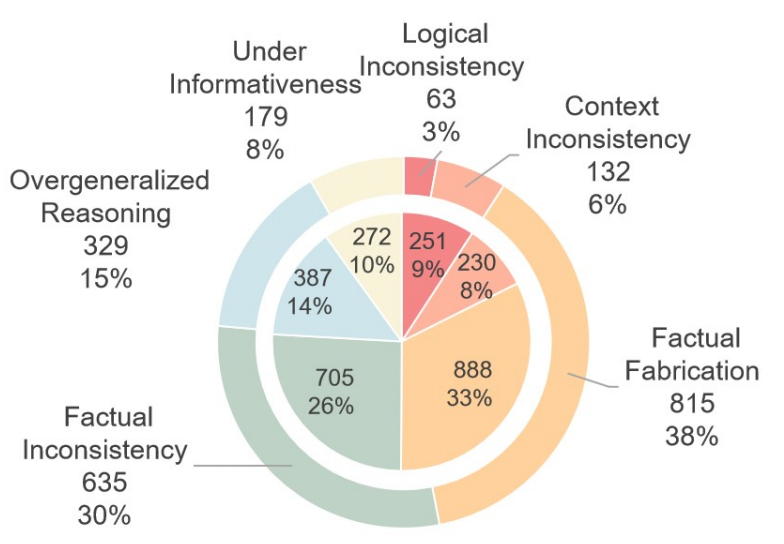 Logical
Inconsistency
63
3%
Under
Informativeness
179
8%
Context
Inconsistency
132
6%
Overgeneralized
Reasoning
329
15%
272
10%
251
9%
230
8%
387
14%
888
33%
705
26%
Factual
Fabrication
815
38%
Factual
Inconsistency
635
30%